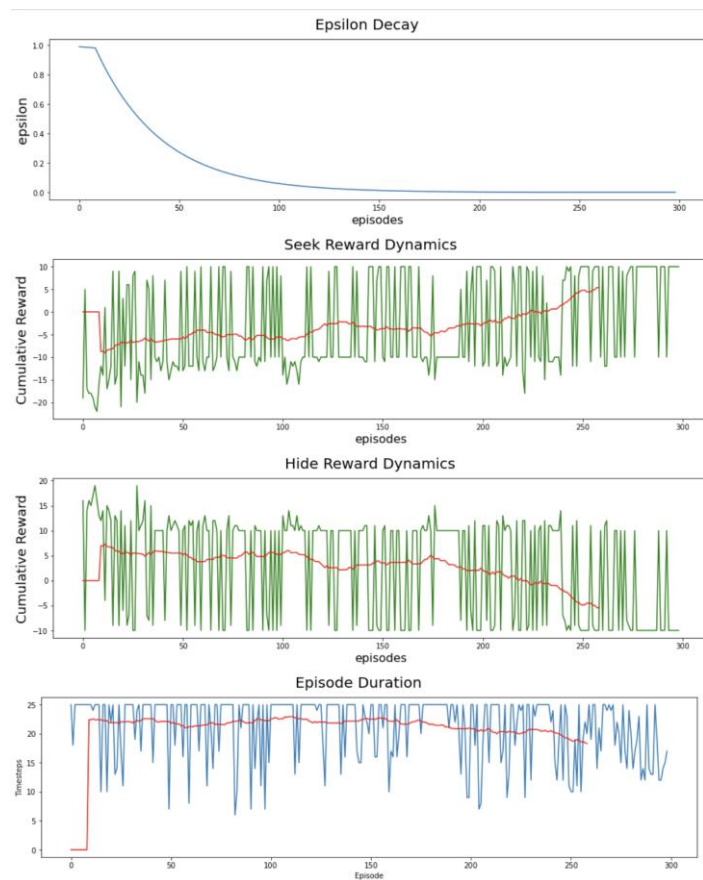 Epsilon Decay
1.0
0.8
0.6
0.4
0.2
0.0
epsilon
0 50 100 150 200 250 300
episodes
Seek Reward Dynamics
10
5
0
−5
−10
−15
−20
Cumulative Reward
0 50 100 150 200 250 300
episodes
Hide Reward Dynamics
20
15
10
5
0
−5
−10
Cumulative Reward
0 50 100 150 200 250 300
episodes
Episode Duration
25
20
15
10
5
0
Timesteps
0 50 100 150 200 250 300
Episode